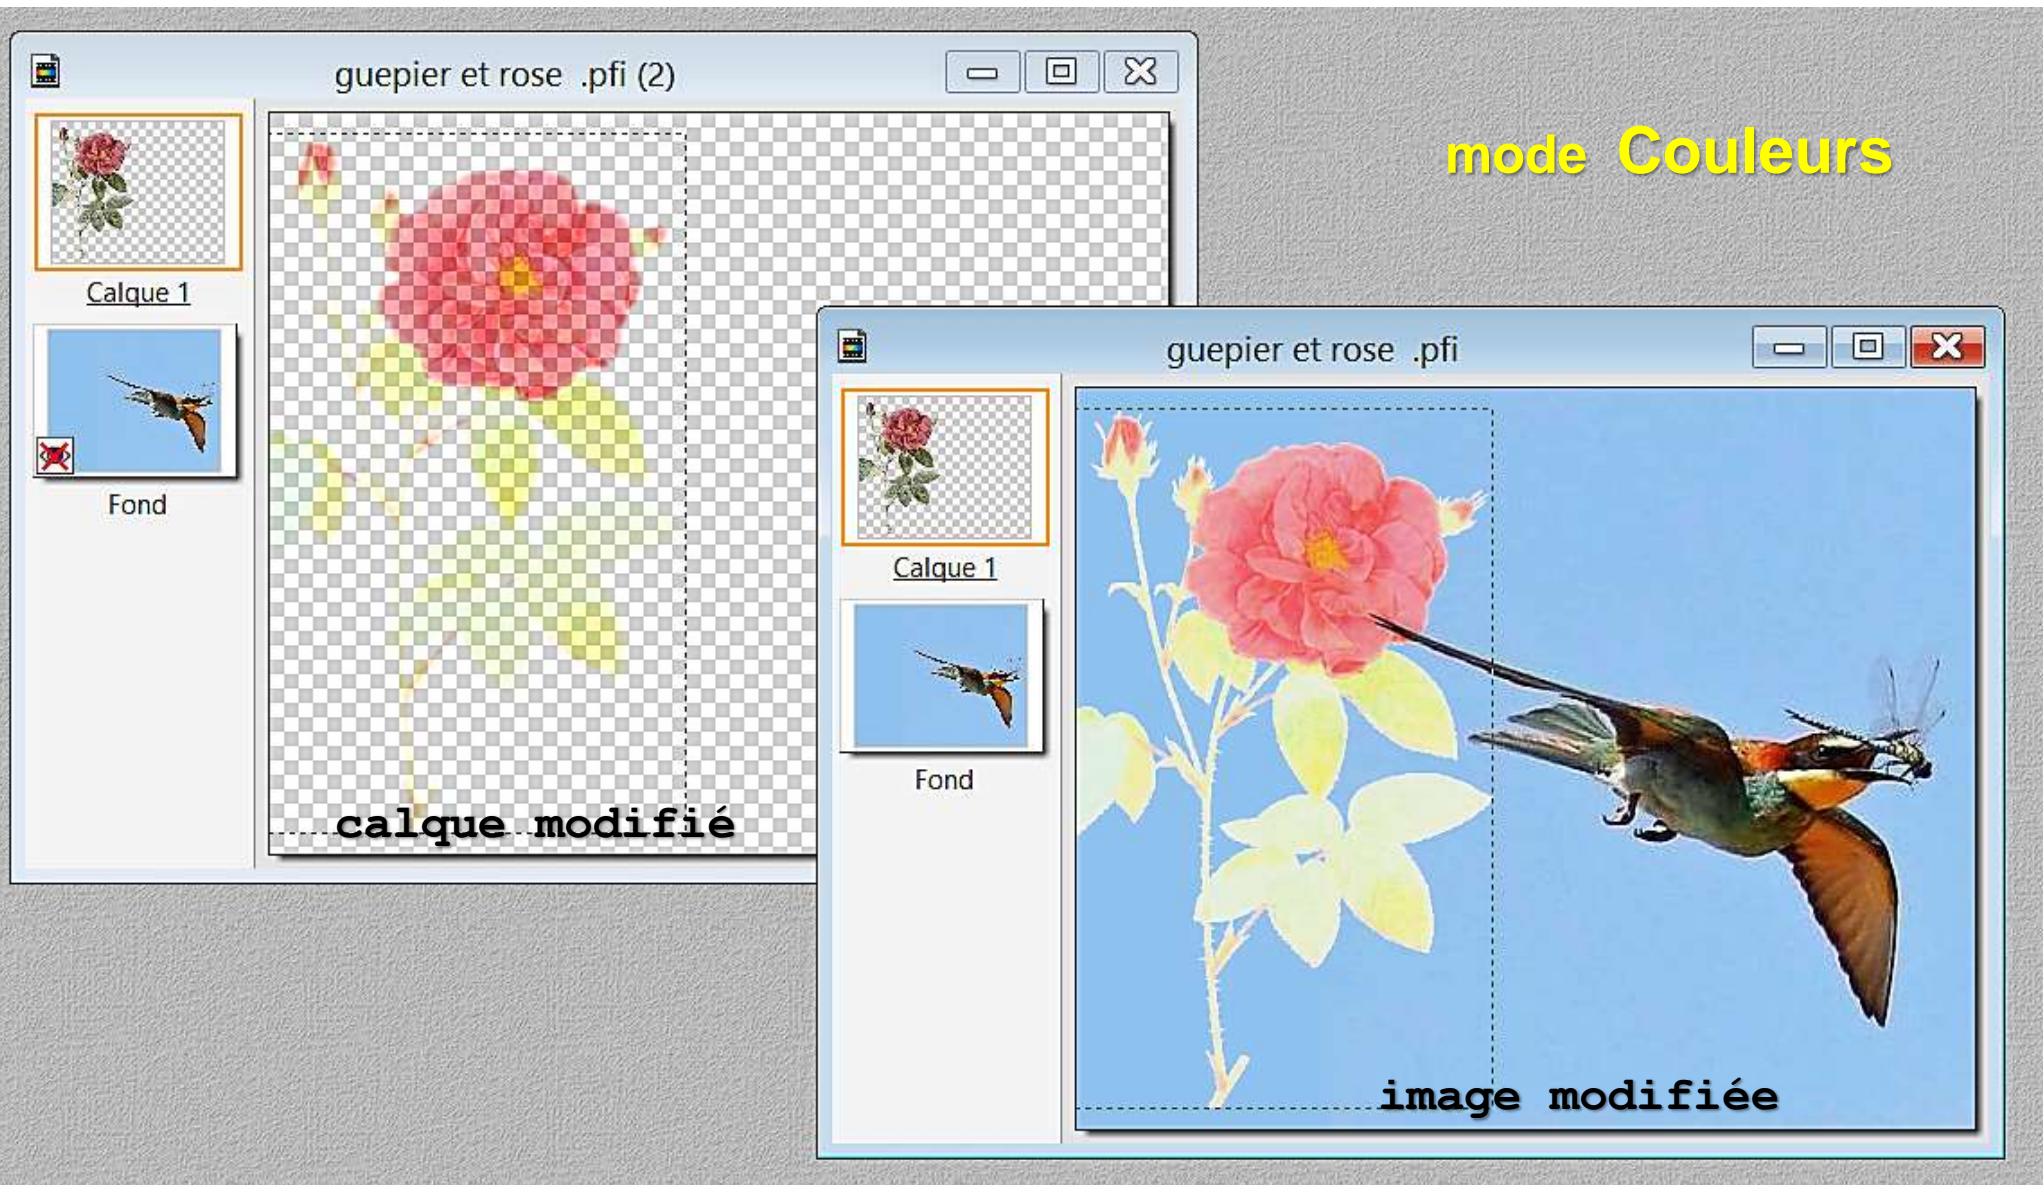 mode Couleurs
guepier et rose .pfi (2)
Calque 1
Fond
calque modifié
guepier et rose .pfi
Calque 1
Fond
image modifiée